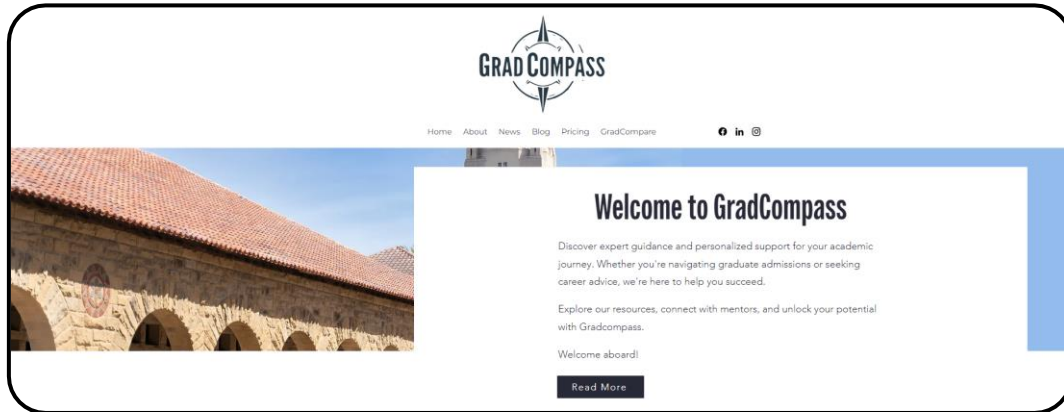 GRAD COMPASS
Home About News Blog Pricing GradCompare
Welcome to GradCompass
Discover expert guidance and personalized support for your academic
journey. Whether you're navigating graduate admissions or seeking
career advice, we're here to help you succeed.
Explore our resources, connect with mentors, and unlock your potential
with Gradcompass.
Welcome aboard!
Read More